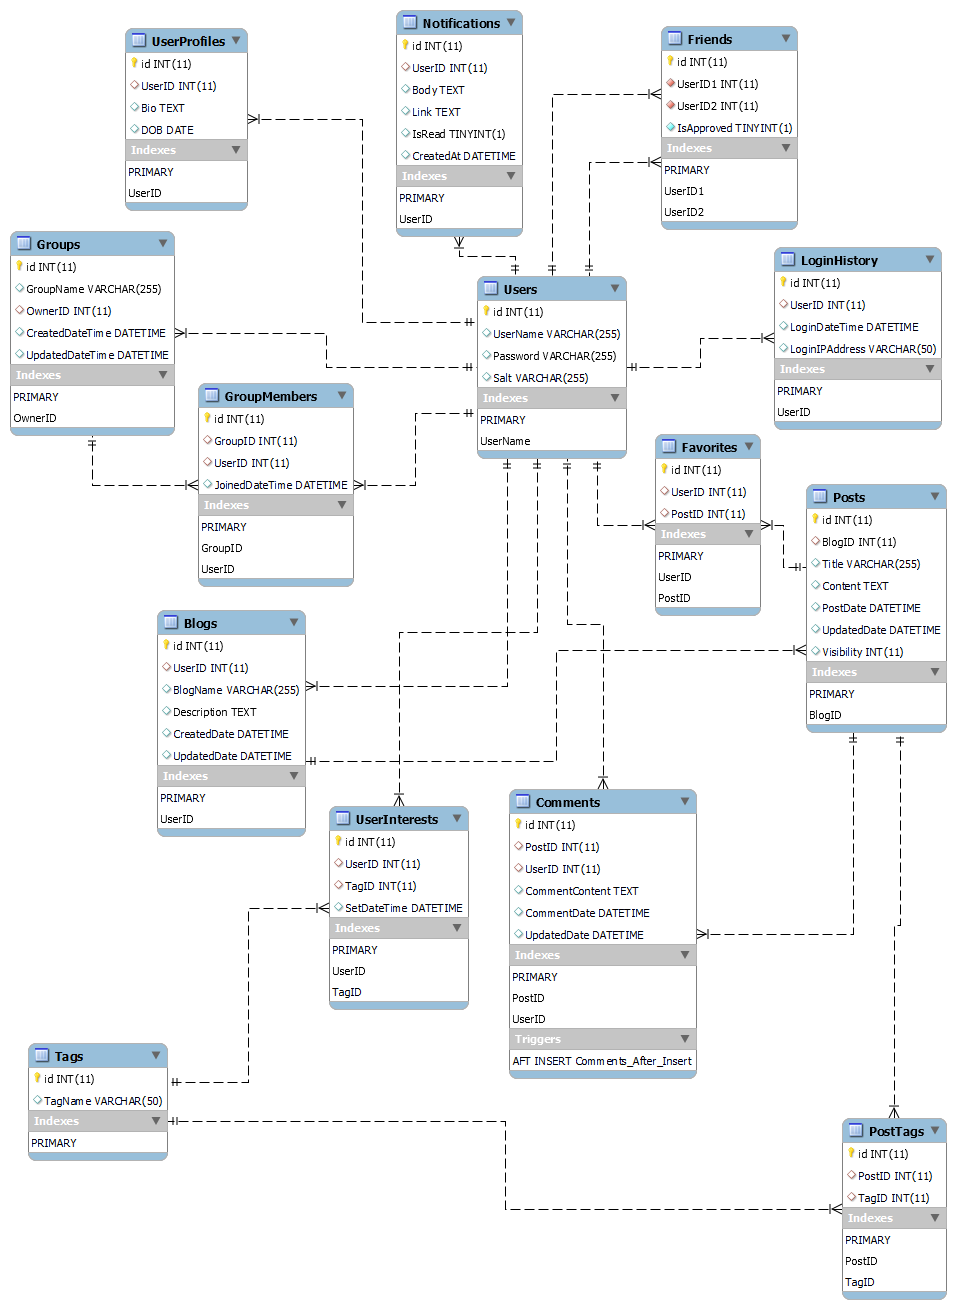 UserProfiles
id INT(11)
UserID INT(11)
Bio TEXT
DOB DATE
Indexes
PRIMARY
UserID
Notifications
id INT(11)
UserID INT(11)
Body TEXT
Link TEXT
IsRead TINYINT(1)
CreatedAt DATETIME
Indexes
PRIMARY
UserID
Friends
id INT(11)
UserID1 INT(11)
UserID2 INT(11)
IsApproved TINYINT(1)
Indexes
PRIMARY
UserID1
UserID2
Groups
id INT(11)
GroupName VARCHAR(255)
OwnerID INT(11)
CreatedDateTime DATETIME
UpdatedDateTime DATETIME
Indexes
PRIMARY
OwnerID
Users
id INT(11)
UserName VARCHAR(255)
Password VARCHAR(255)
Salt VARCHAR(255)
Indexes
PRIMARY
UserName
LoginHistory
id INT(11)
UserID INT(11)
LoginDateTime DATETIME
LoginIPAddress VARCHAR(50)
Indexes
PRIMARY
UserID
GroupMembers
id INT(11)
GroupID INT(11)
UserID INT(11)
JoinedDateTime DATETIME
Indexes
PRIMARY
GroupID
UserID
Favorites
id INT(11)
UserID INT(11)
PostID INT(11)
Indexes
PRIMARY
UserID
PostID
Posts
id INT(11)
BlogID INT(11)
Title VARCHAR(255)
Content TEXT
PostDate DATETIME
UpdatedDate DATETIME
Visibility INT(11)
Indexes
PRIMARY
BlogID
Blogs
id INT(11)
UserID INT(11)
BlogName VARCHAR(255)
Description TEXT
CreatedDate DATETIME
UpdatedDate DATETIME
Indexes
PRIMARY
UserID
UserInterests
id INT(11)
UserID INT(11)
TagID INT(11)
SetDateTime DATETIME
Indexes
PRIMARY
UserID
TagID
Comments
id INT(11)
PostID INT(11)
UserID INT(11)
CommentContent TEXT
CommentDate DATETIME
UpdatedDate DATETIME
Indexes
PRIMARY
PostID
UserID
Triggers
AFT INSERT Comments_After_Insert
Tags
id INT(11)
TagName VARCHAR(50)
Indexes
PRIMARY
PostTags
id INT(11)
PostID INT(11)
TagID INT(11)
Indexes
PRIMARY
PostID
TagID